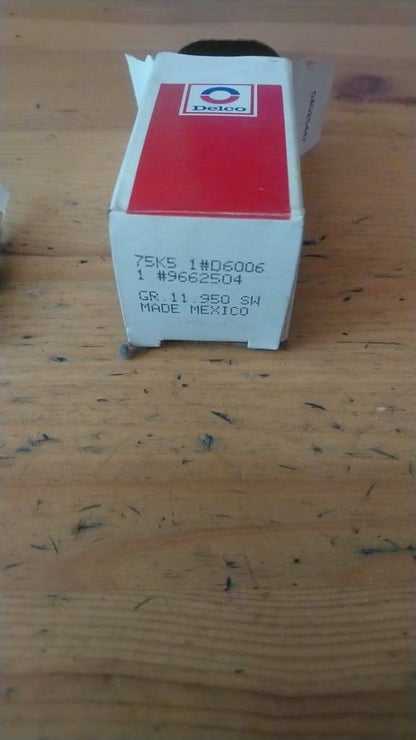 Delco
75K5 1#D6006
1 #9662504
GR.11.950 SW
MADE MEXICO